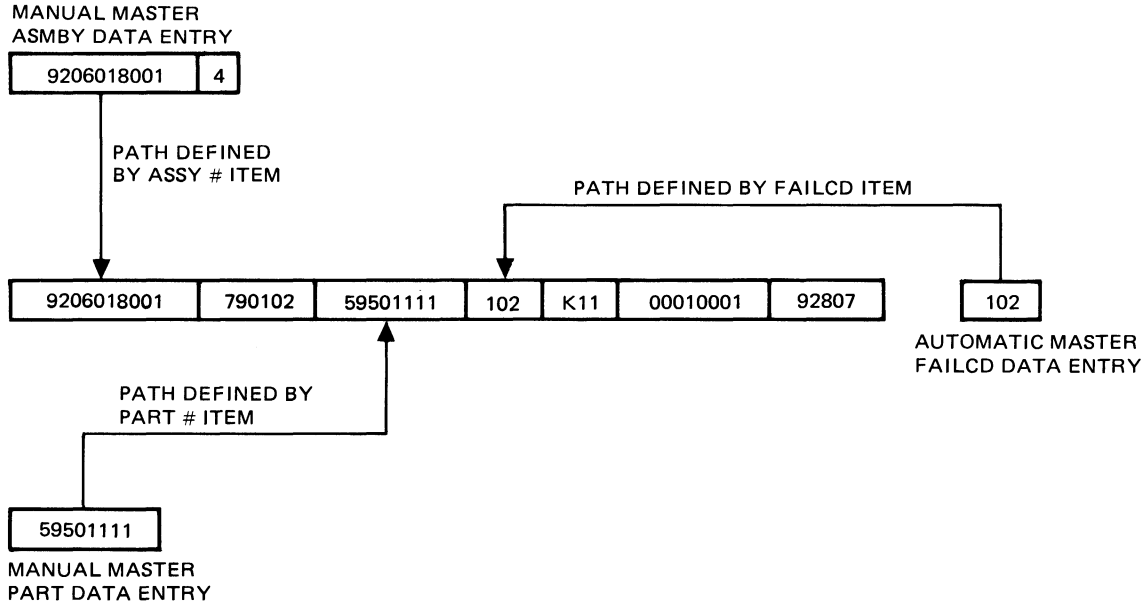 MANUAL MASTER
ASMBY DATA ENTRY
9206018001 4
PATH DEFINED
BY ASSY # ITEM
PATH DEFINED BY FAILCD ITEM
9206018001 790102 59501111 102 K11 00010001 92807
102
AUTOMATIC MASTER
FAILCD DATA ENTRY
PATH DEFINED BY
PART # ITEM
59501111
MANUAL MASTER
PART DATA ENTRY